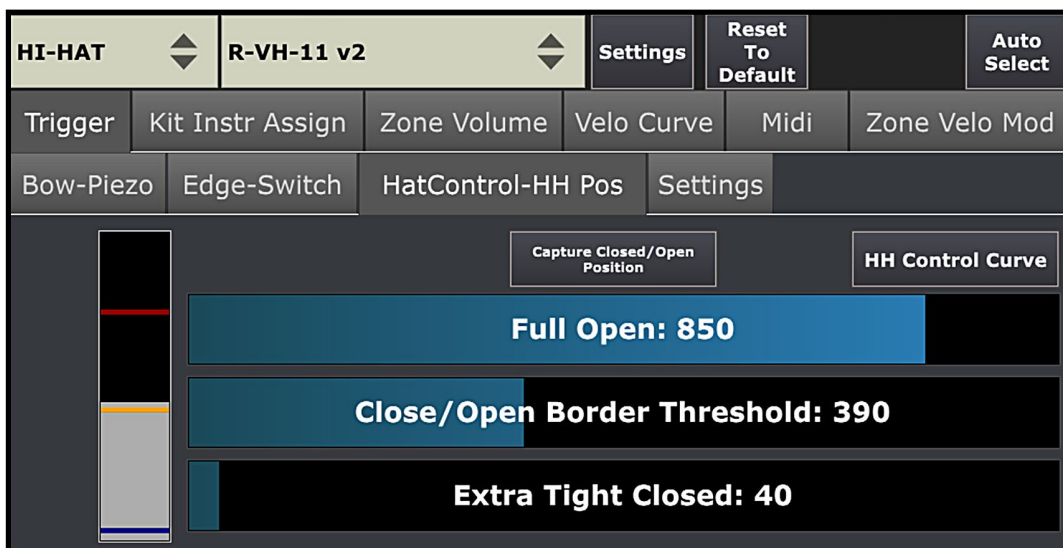 HI-HAT R-VH-11 v2 Settings Reset To Default Auto Select
Trigger Kit Instr Assign Zone Volume Velo Curve Midi Zone Velo Mod
Bow-Piezo Edge-Switch HatControl-HH Pos Settings
Capture Closed/Open Position HH Control Curve
Full Open: 850
Close/Open Border Threshold: 390
Extra Tight Closed: 40